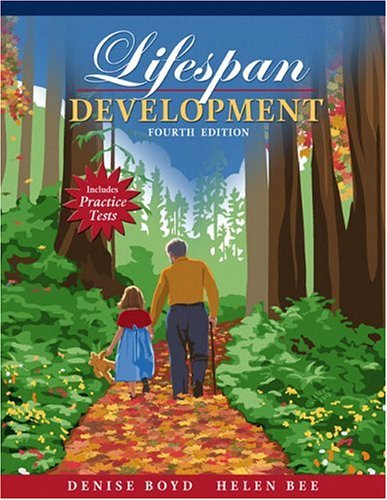 Lifespan
DEVELOPMENT
FOURTH EDITION
Includes
Practice
Tests
DENISE BOYD HELEN BEE